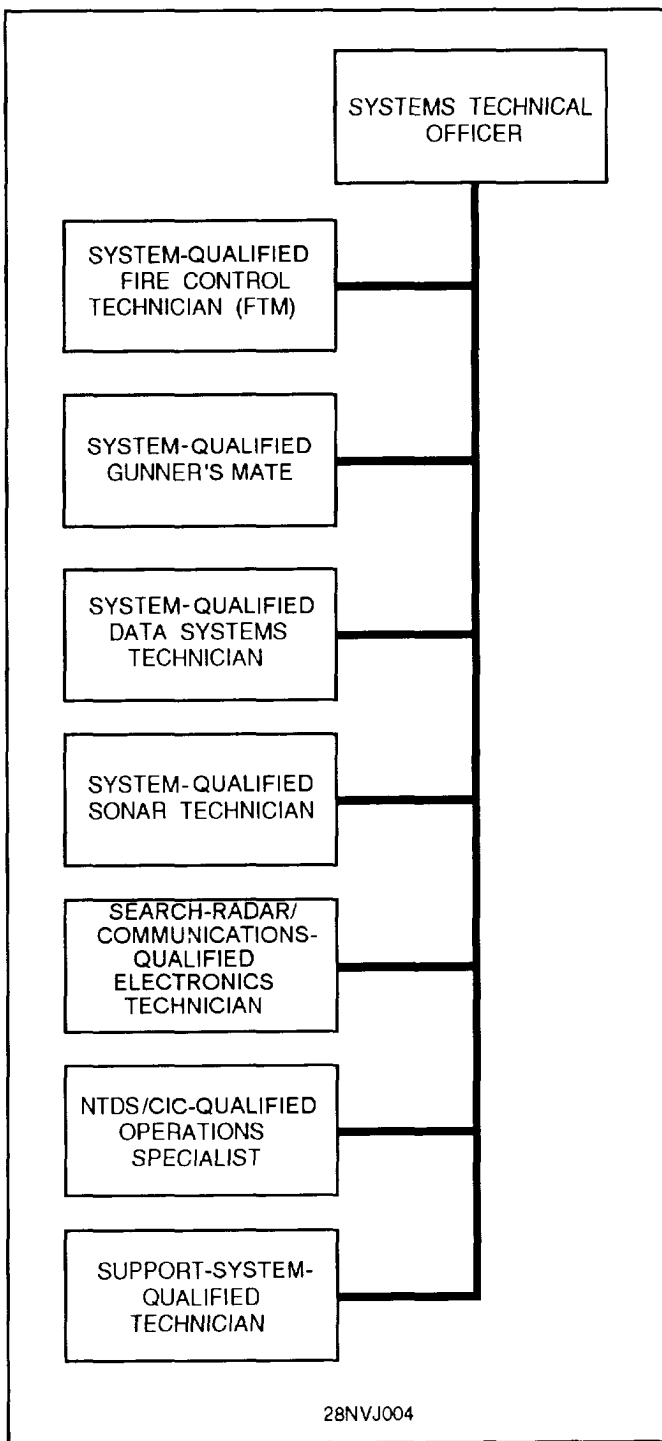 SYSTEMS TECHNICAL
OFFICER
SYSTEM-QUALIFIED
FIRE CONTROL
TECHNICIAN (FTM)
SYSTEM-QUALIFIED
GUNNER'S MATE
SYSTEM-QUALIFIED
DATA SYSTEMS
TECHNICIAN
SYSTEM-QUALIFIED
SONAR TECHNICIAN
SEARCH-RADAR/
COMMUNICATIONS-
QUALIFIED
ELECTRONICS
TECHNICIAN
NTDS/CIC-QUALIFIED
OPERATIONS
SPECIALIST
SUPPORT-SYSTEM-
QUALIFIED
TECHNICIAN
28NVJ004